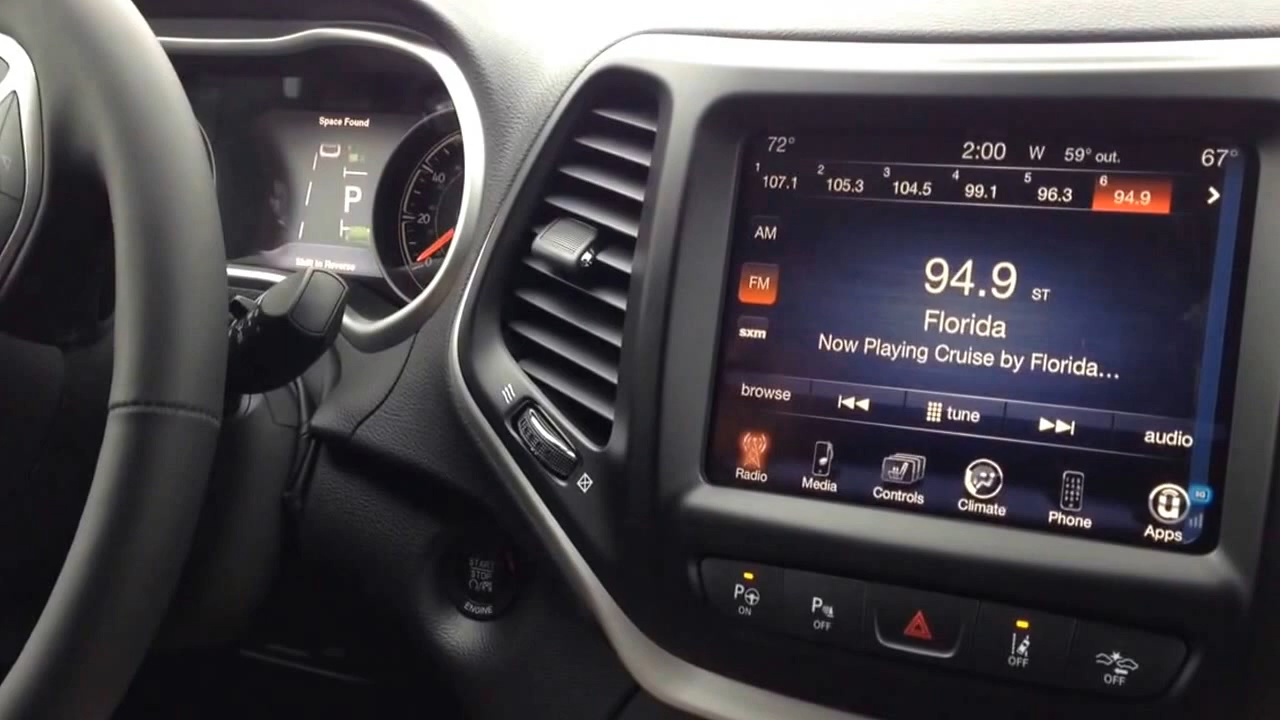 Space Found
P
Shift to Reverse
40
20
0
72° 2:00 W 59° out. 67°
1 107.1 2 105.3 3 104.5 4 99.1 5 96.3 6 94.9
AM
FM
sxm
94.9 ST
Florida
Now Playing Cruise by Florida...
browse tune audio
Radio Media Controls Climate Phone Apps
START
STOP
ENGINE
P ON P OFF OFF OFF